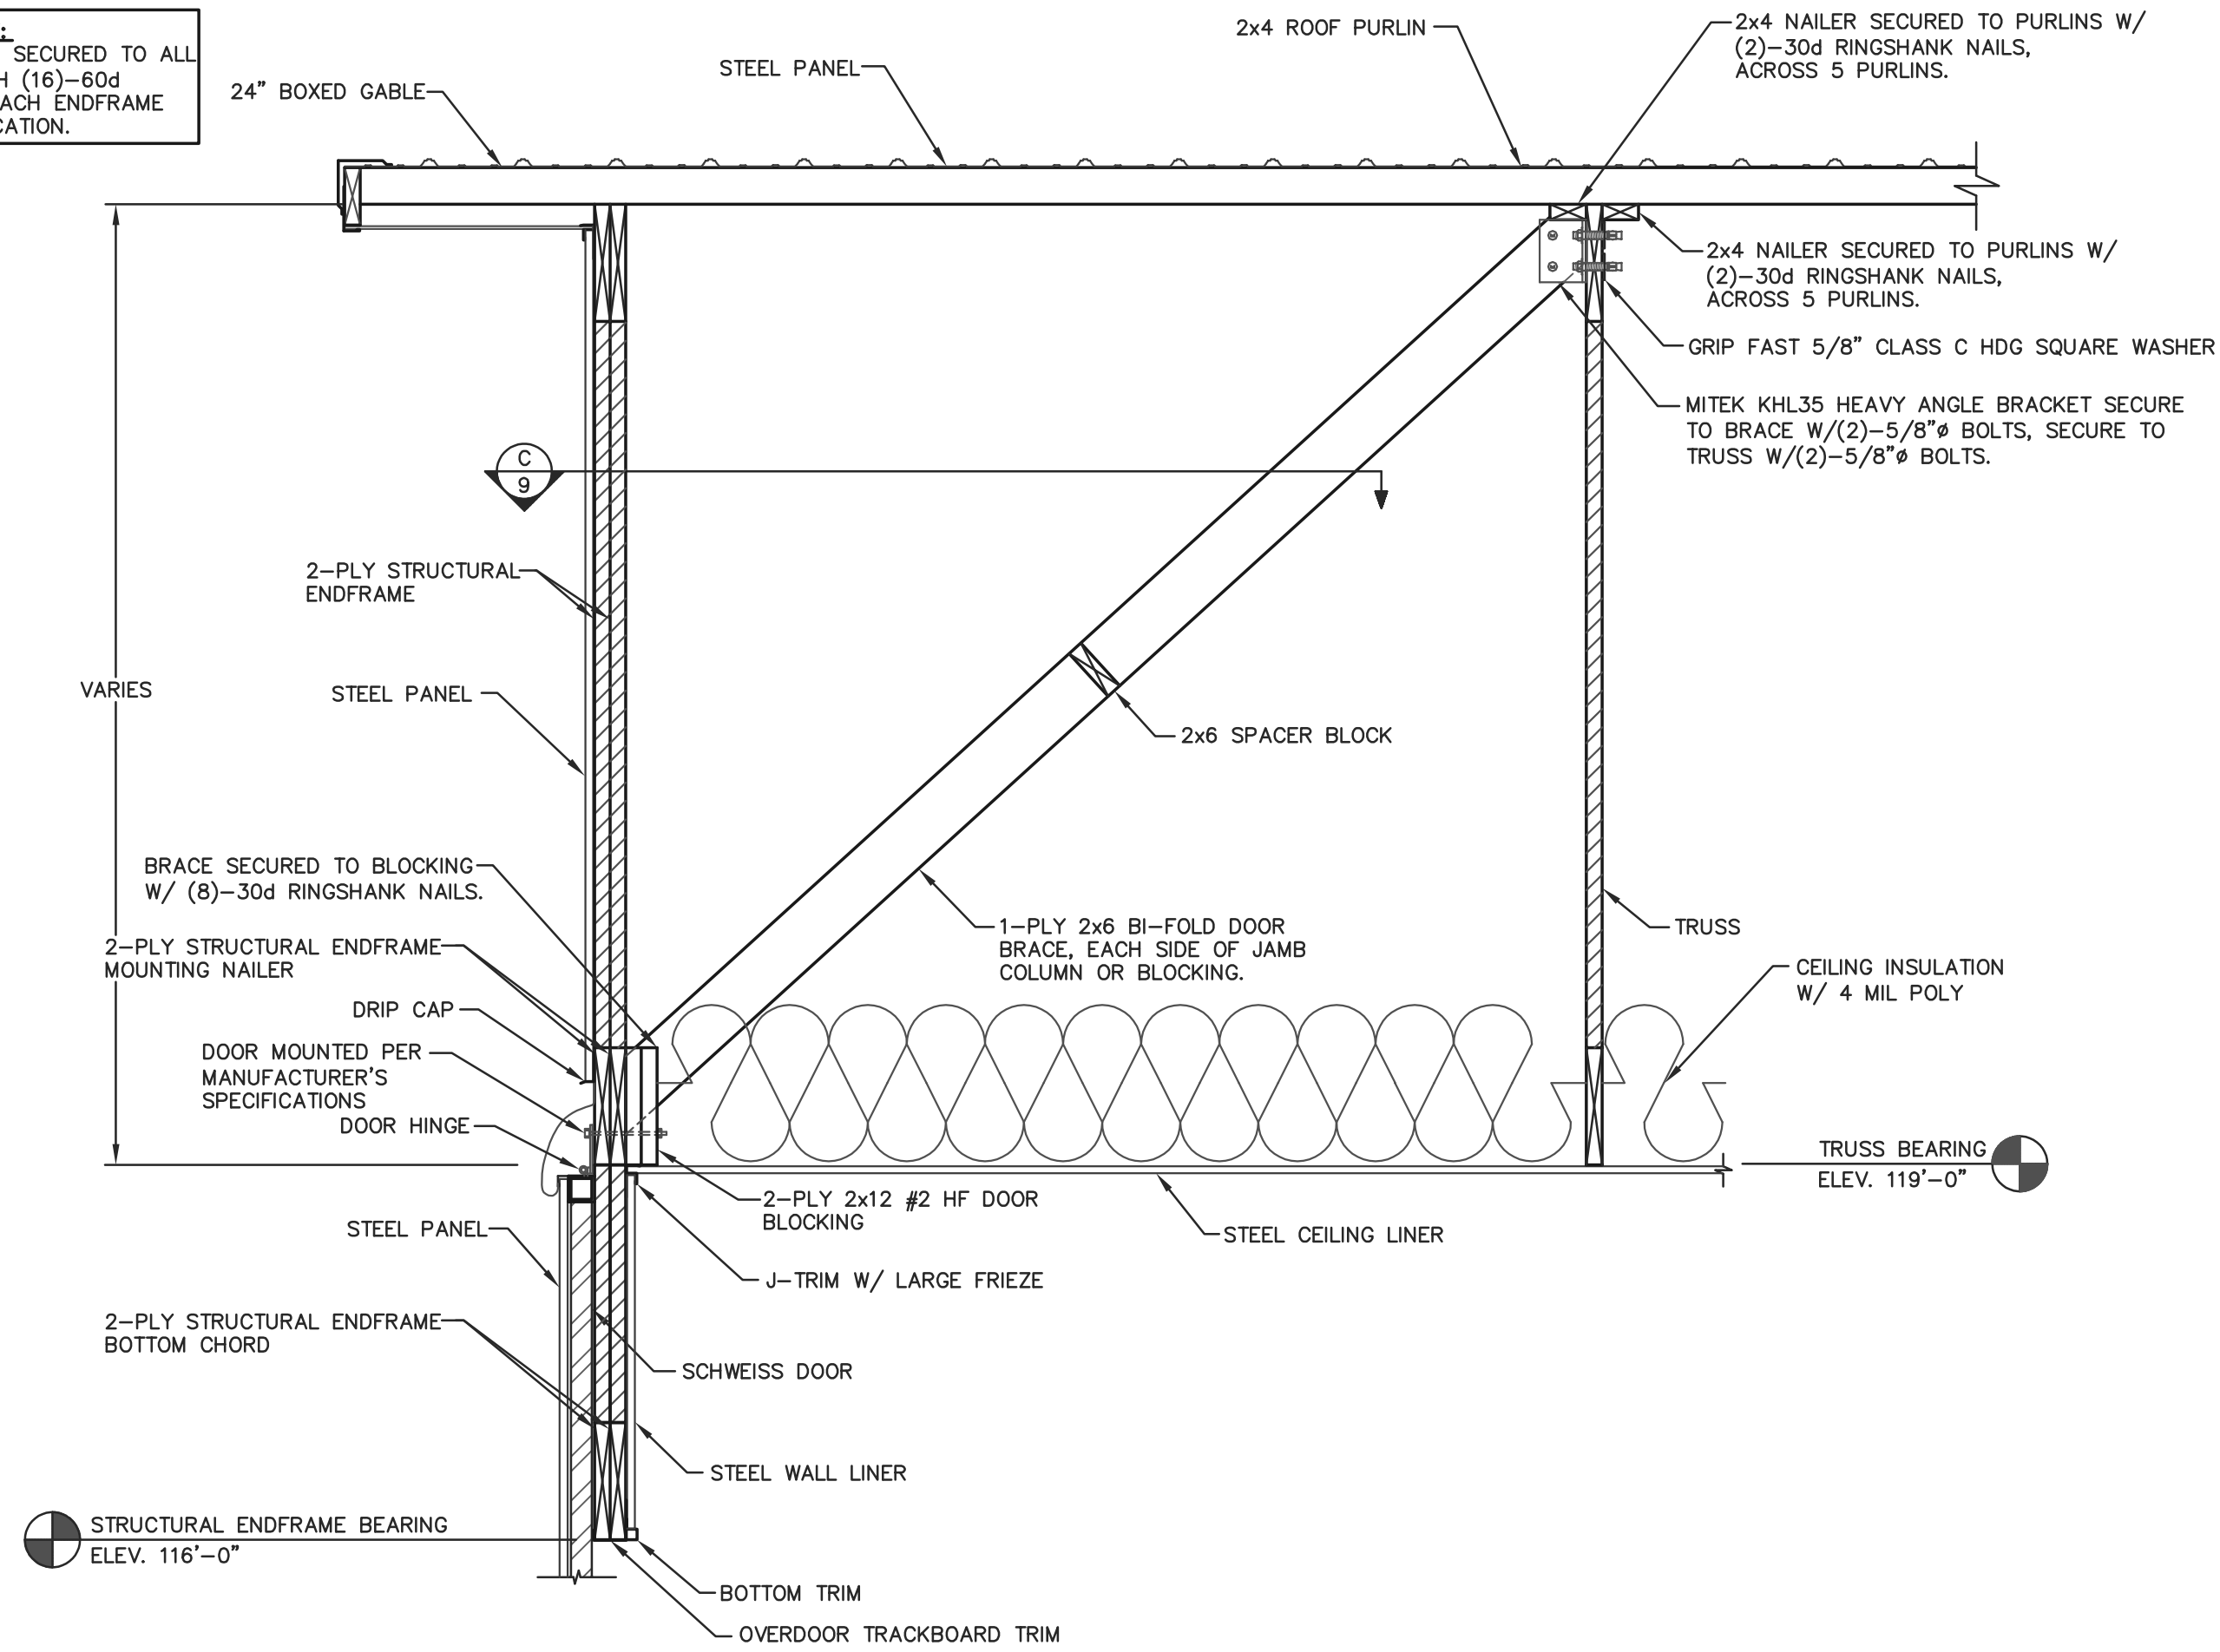 :
SECURED TO ALL
H (16)-60d
ACH ENDFRAME
CATION.
24" BOXED GABLE
STEEL PANEL
2x4 ROOF PURLIN
2x4 NAILER SECURED TO PURLINS W/
(2)-30d RINGSHANK NAILS,
ACROSS 5 PURLINS.
2x4 NAILER SECURED TO PURLINS W/
(2)-30d RINGSHANK NAILS,
ACROSS 5 PURLINS.
GRIP FAST 5/8" CLASS C HDG SQUARE WASHER
MITEK KHL35 HEAVY ANGLE BRACKET SECURE
TO BRACE W/(2)-5/8"ø BOLTS, SECURE TO
TRUSS W/(2)-5/8"ø BOLTS.
C
9
2-PLY STRUCTURAL
ENDFRAME
VARIES
STEEL PANEL
2x6 SPACER BLOCK
BRACE SECURED TO BLOCKING
W/ (8)-30d RINGSHANK NAILS.
1-PLY 2x6 BI-FOLD DOOR
BRACE, EACH SIDE OF JAMB
COLUMN OR BLOCKING.
TRUSS
2-PLY STRUCTURAL ENDFRAME
MOUNTING NAILER
CEILING INSULATION
W/ 4 MIL POLY
DRIP CAP
DOOR MOUNTED PER
MANUFACTURER'S
SPECIFICATIONS
DOOR HINGE
TRUSS BEARING
ELEV. 119'-0"
2-PLY 2x12 #2 HF DOOR
BLOCKING
STEEL PANEL
STEEL CEILING LINER
J-TRIM W/ LARGE FRIEZE
2-PLY STRUCTURAL ENDFRAME
BOTTOM CHORD
SCHWEISS DOOR
STEEL WALL LINER
STRUCTURAL ENDFRAME BEARING
ELEV. 116'-0"
BOTTOM TRIM
OVERDOOR TRACKBOARD TRIM